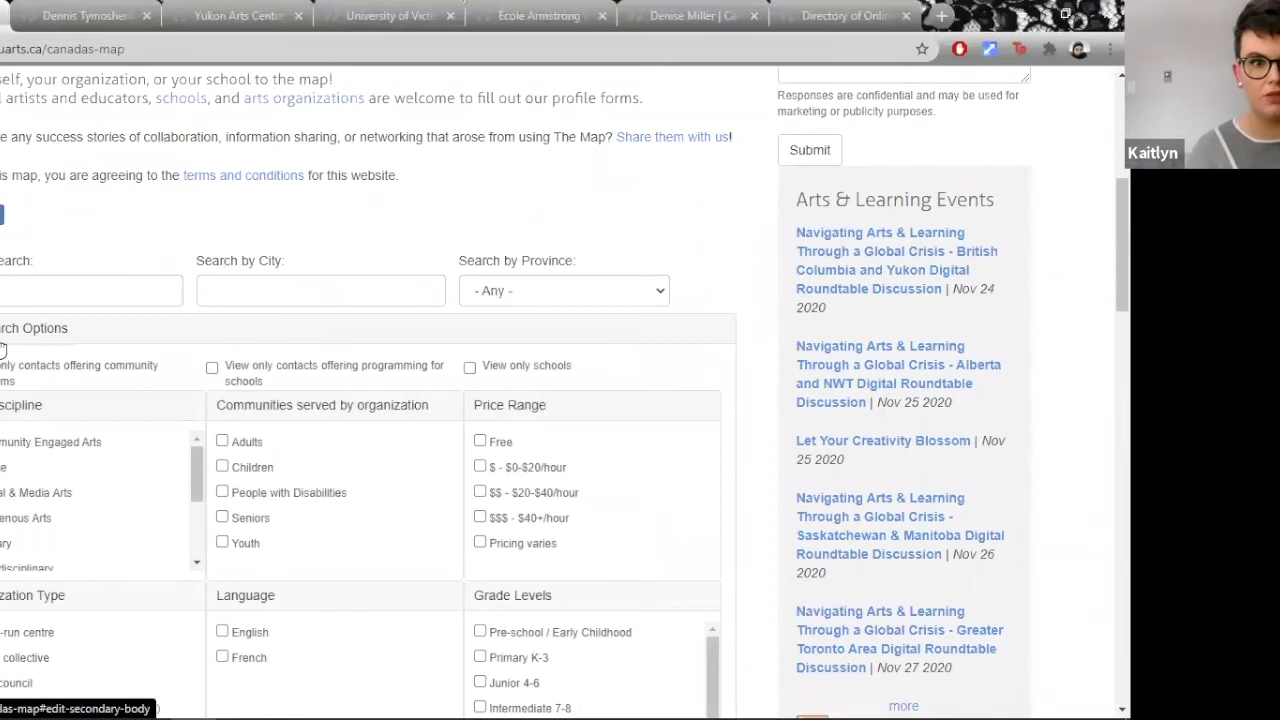 Dennis Tymoshen
Yukon Arts Centr
University of Victo
Ecole Armstrong
Denise Miller | Ca
Directory of Onlin
uarts.ca/canadas-map
self, your organization, or your school to the map!
artists and educators, schools, and arts organizations are welcome to fill out our profile forms.
e any success stories of collaboration, information sharing, or networking that arose from using The Map? Share them with us!
is map, you are agreeing to the terms and conditions for this website.
earch:
Search by City:
Search by Province:
- Any -
rch Options
only contacts offering community
ms
View only contacts offering programming for
schools
View only schools
scipline
munity Engaged Arts
ce
al & Media Arts
enous Arts
ary
disciplinary
Communities served by organization
Adults
Children
People with Disabilities
Seniors
Youth
Price Range
Free
$ - $0-$20/hour
$$ - $20-$40/hour
$$$ - $40+/hour
Pricing varies
ization Type
-run centre
collective
council
Language
English
French
Grade Levels
Pre-school / Early Childhood
Primary K-3
Junior 4-6
Intermediate 7-8
das-map#edit-secondary-body
Responses are confidential and may be used for
marketing or publicity purposes.
Submit
Arts & Learning Events
Navigating Arts & Learning
Through a Global Crisis - British
Columbia and Yukon Digital
Roundtable Discussion | Nov 24
2020
Navigating Arts & Learning
Through a Global Crisis - Alberta
and NWT Digital Roundtable
Discussion | Nov 25 2020
Let Your Creativity Blossom | Nov
25 2020
Navigating Arts & Learning
Through a Global Crisis -
Saskatchewan & Manitoba Digital
Roundtable Discussion | Nov 26
2020
Navigating Arts & Learning
Through a Global Crisis - Greater
Toronto Area Digital Roundtable
Discussion | Nov 27 2020
more
Kaitlyn